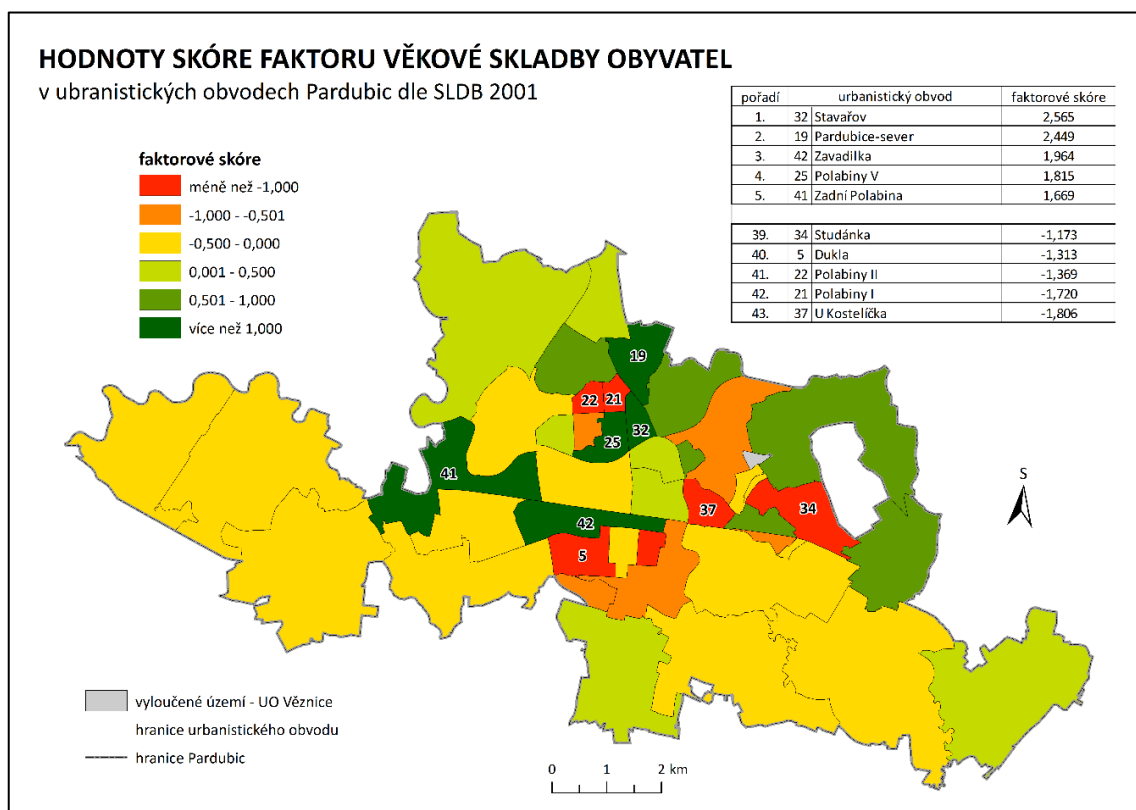 HODNOTY SKÓRE FAKTORU VĚKOVÉ SKLADBY OBYVATEL
v ubranistických obvodech Pardubic dle SLDB 2001
pořadí urbanistický obvod faktorové skóre
1. 32 Stavařov 2,565
2. 19 Pardubice-sever 2,449
3. 42 Zavadilka 1,964
4. 25 Polabiny V 1,815
5. 41 Zadní Polabina 1,669
39. 34 Studánka -1,173
40. 5 Dukla -1,313
41. 22 Polabiny II -1,369
42. 21 Polabiny I -1,720
43. 37 U Kostelíčka -1,806
faktorové skóre
méně než -1,000
-1,000 - -0,501
-0,500 - 0,000
0,001 - 0,500
0,501 - 1,000
více než 1,000
19
22 21
32
25
41
37
34
42
5
S
vyloučené území - UO Věznice
hranice urbanistického obvodu
hranice Pardubic
0 1 2 km